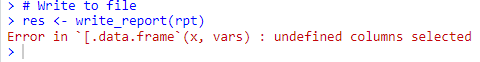 > # Write to file
> res <- write_report(rpt)
Error in `[.data.frame`(x, vars) : undefined columns selected
>